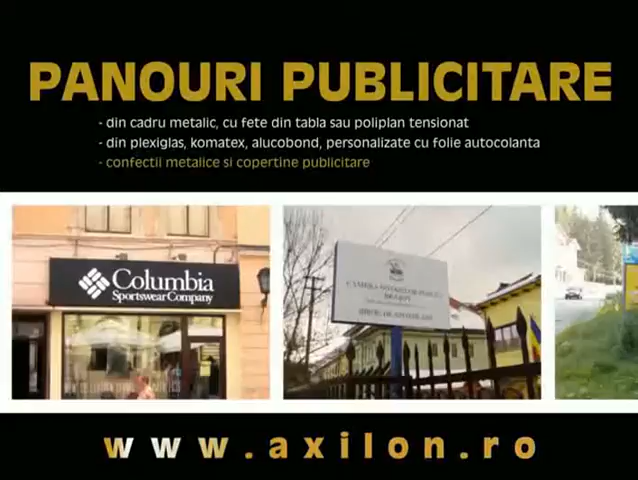 PANOURI PUBLICITARE
- din cadru metalic, cu fete din tabla sau poliplan tensionat
- din plexiglas, komatex, alucobond, personalizate cu folie autocolanta
- confectii metalice si copertine publicitare
Columbia
Sportswear Company
www.axilon.ro